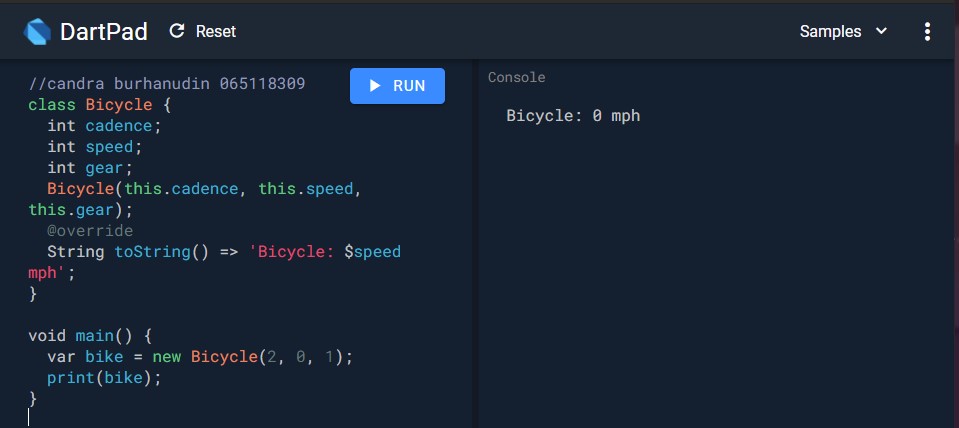 DartPad Reset Samples
//candra burhanudin 065118309
class Bicycle {
  int cadence;
  int speed;
  int gear;
  Bicycle(this.cadence, this.speed,
this.gear);
  @override
  String toString() => 'Bicycle: $speed
mph';
}
void main() {
  var bike = new Bicycle(2, 0, 1);
  print(bike);
}
RUN
Console
Bicycle: 0 mph